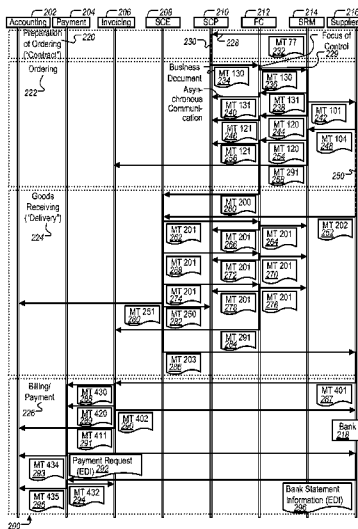 202 204 206 208 210 212 214 216
Accounting Payment Invoicing SCE SCP FC SRM Supplier
Preparation of Ordering ("Contract") 220
230 228 MT 77 232
Focus of Control 229
Ordering 222
Business Document
Asynchronous Communication
MT 130 234 MT 130 236
MT 131 240 MT 131 238 MT 101 242
MT 121 246 MT 120 244 MT 104 248
MT 121 256 MT 120 254
MT 291 258
250
Goods Receiving ("Delivery") 224
MT 200 260
MT 201 262 MT 201 266 MT 201 264 MT 202 252
MT 201 268 MT 201 272 MT 201 270
MT 201 274 MT 201 278 MT 201 276
MT 251 280 MT 250 282
MT 291 284
MT 203 286
Billing/Payment 226
MT 430 288 MT 401 287
MT 420 289 MT 402 290
MT 411 291
Bank 218
MT 434 293 Payment Request (EDI) 292
MT 435 295 MT 432 294
Bank Statement Information (EDI) 296
200